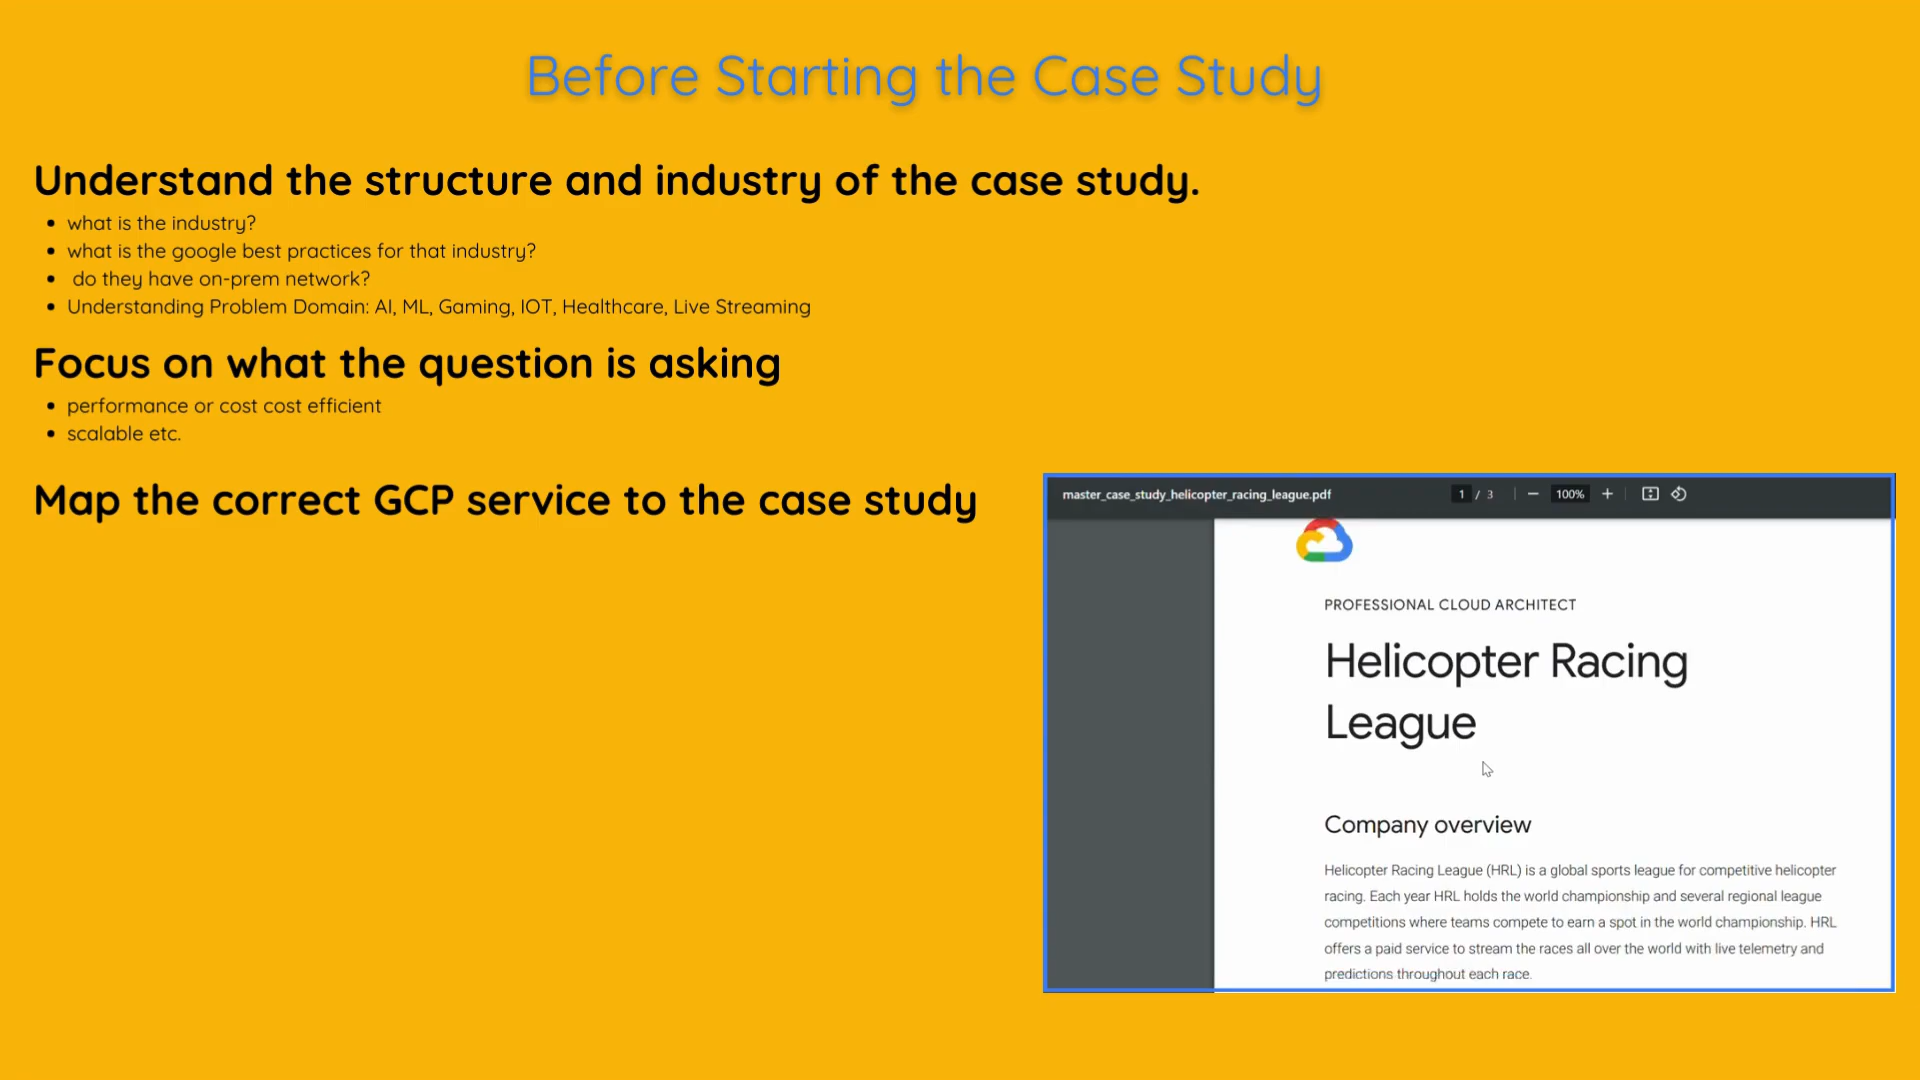 Before Starting the Case Study
Understand the structure and industry of the case study.
• what is the industry?
• what is the google best practices for that industry?
• do they have on-prem network?
• Understanding Problem Domain: AI, ML, Gaming, IOT, Healthcare, Live Streaming
Focus on what the question is asking
• performance or cost cost efficient
• scalable etc.
Map the correct GCP service to the case study
master_case_study_helicopter_racing_league.pdf
1 / 3
100%
PROFESSIONAL CLOUD ARCHITECT
Helicopter Racing
League
Company overview
Helicopter Racing League (HRL) is a global sports league for competitive helicopter
racing. Each year HRL holds the world championship and several regional league
competitions where teams compete to earn a spot in the world championship. HRL
offers a paid service to stream the races all over the world with live telemetry and
predictions throughout each race.